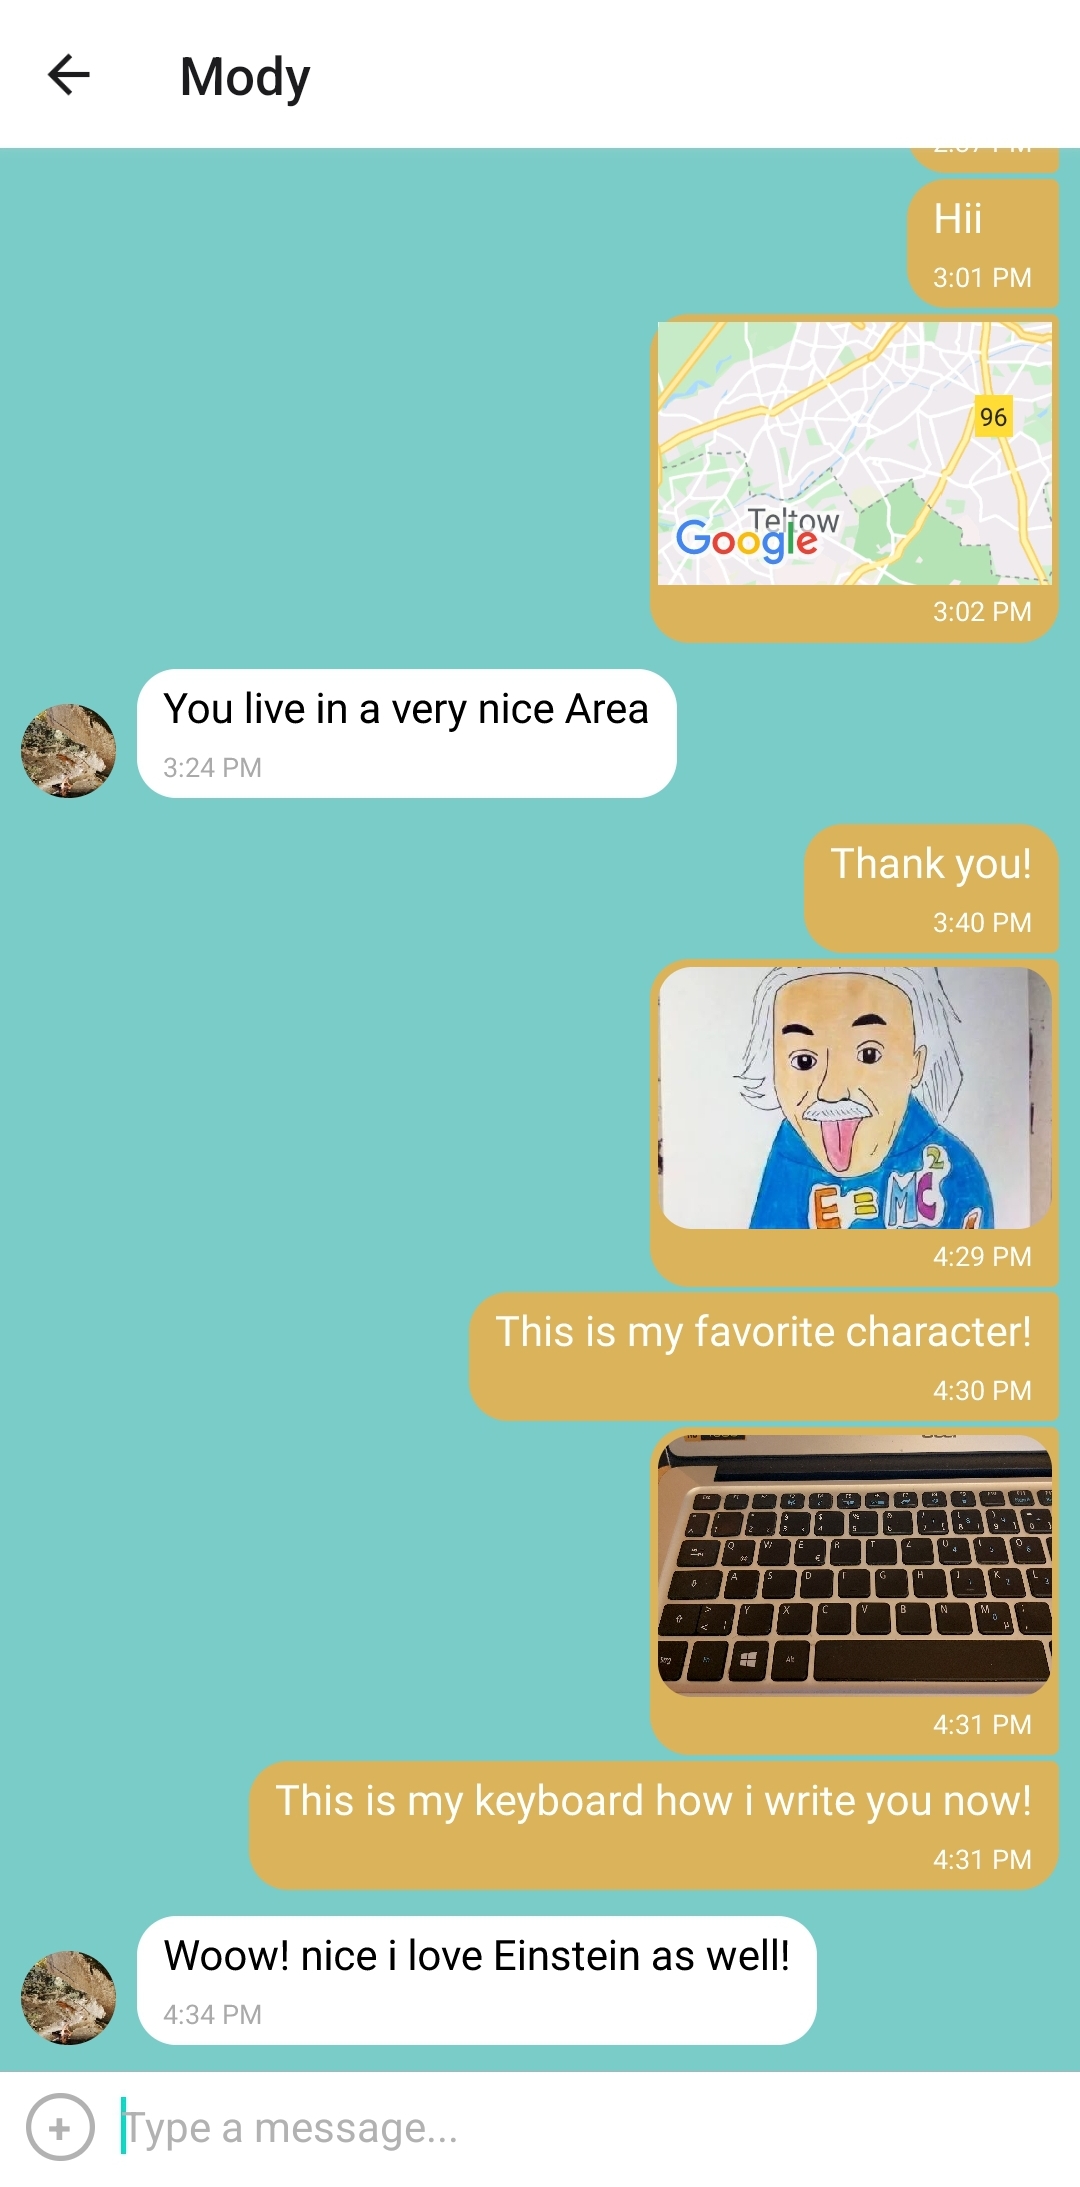 Mody
Hii
3:01 PM
96
Teltow
Google
3:02 PM
You live in a very nice Area
3:24 PM
Thank you!
3:40 PM
E=MC2
4:29 PM
This is my favorite character!
4:30 PM
Q W E R T Z U I O
A S D F G H J K L
Y X C V B N M
Alt
4:31 PM
This is my keyboard how i write you now!
4:31 PM
Woow! nice i love Einstein as well!
4:34 PM
Type a message...